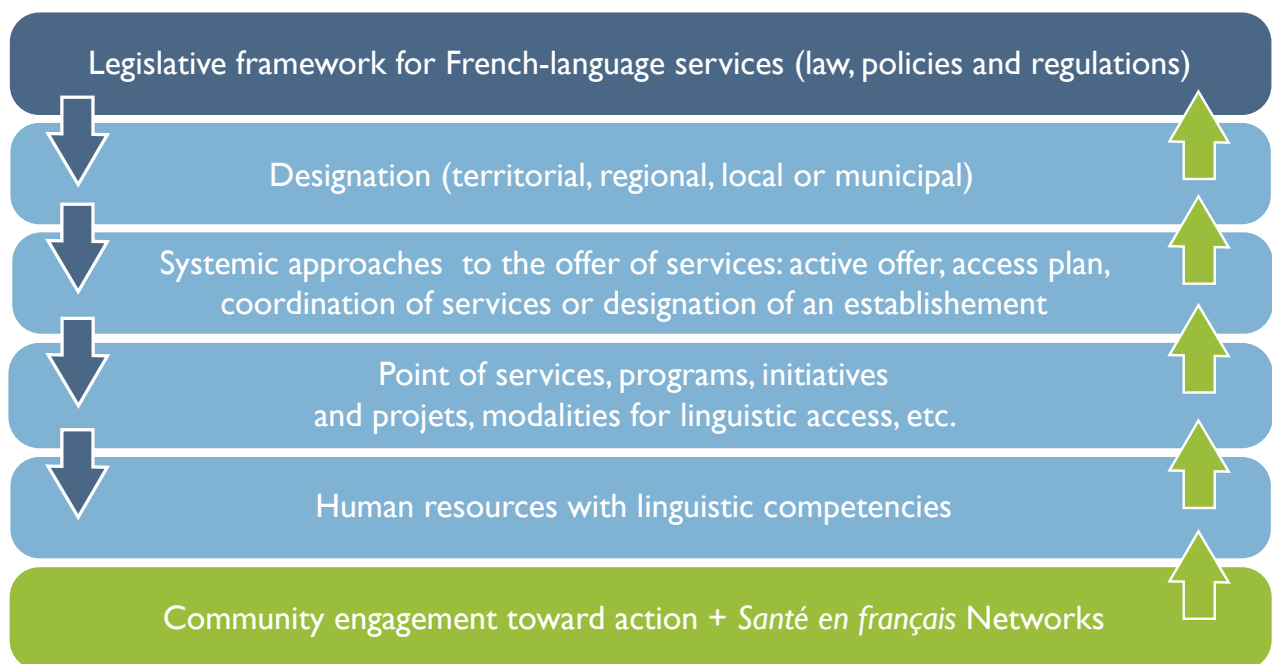 Legislative framework for French-language services (law, policies and regulations)
Designation (territorial, regional, local or municipal)
Systemic approaches  to the offer of services: active offer, access plan,
coordination of services or designation of an establishement
Point of services, programs, initiatives
and projets, modalities for linguistic access, etc.
Human resources with linguistic competencies
Community engagement toward action + Santé en français Networks